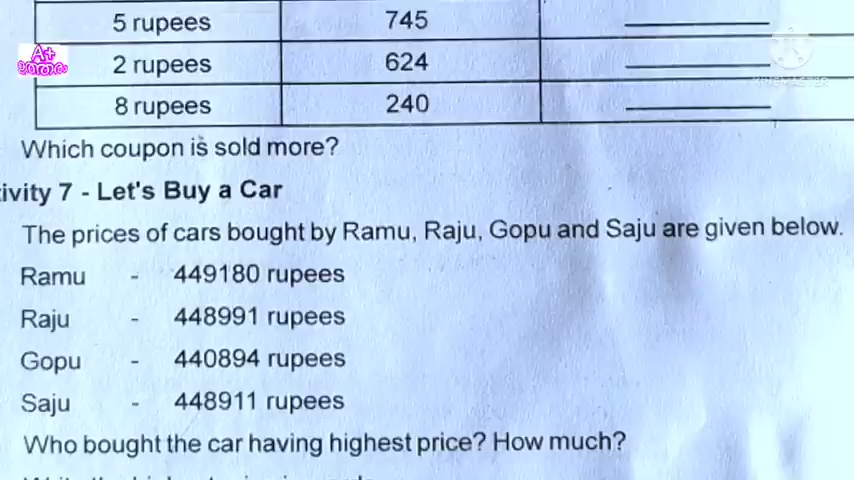 5 rupees 745
2 rupees 624
8 rupees 240
A+
KINEMASTER
Which coupon is sold more?
ivity 7 - Let's Buy a Car
The prices of cars bought by Ramu, Raju, Gopu and Saju are given below.
Ramu - 449180 rupees
Raju - 448991 rupees
Gopu - 440894 rupees
Saju - 448911 rupees
Who bought the car having highest price? How much?